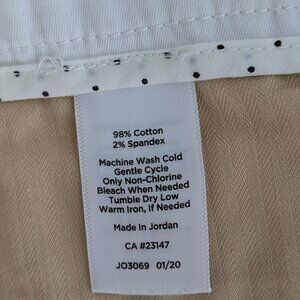 98% Cotton
2% Spandex
Machine Wash Cold
Gentle Cycle
Only Non-Chlorine
Bleach When Needed
Tumble Dry Low
Warm Iron, If Needed
Made In Jordan
CA #23147
JO3069 01/20